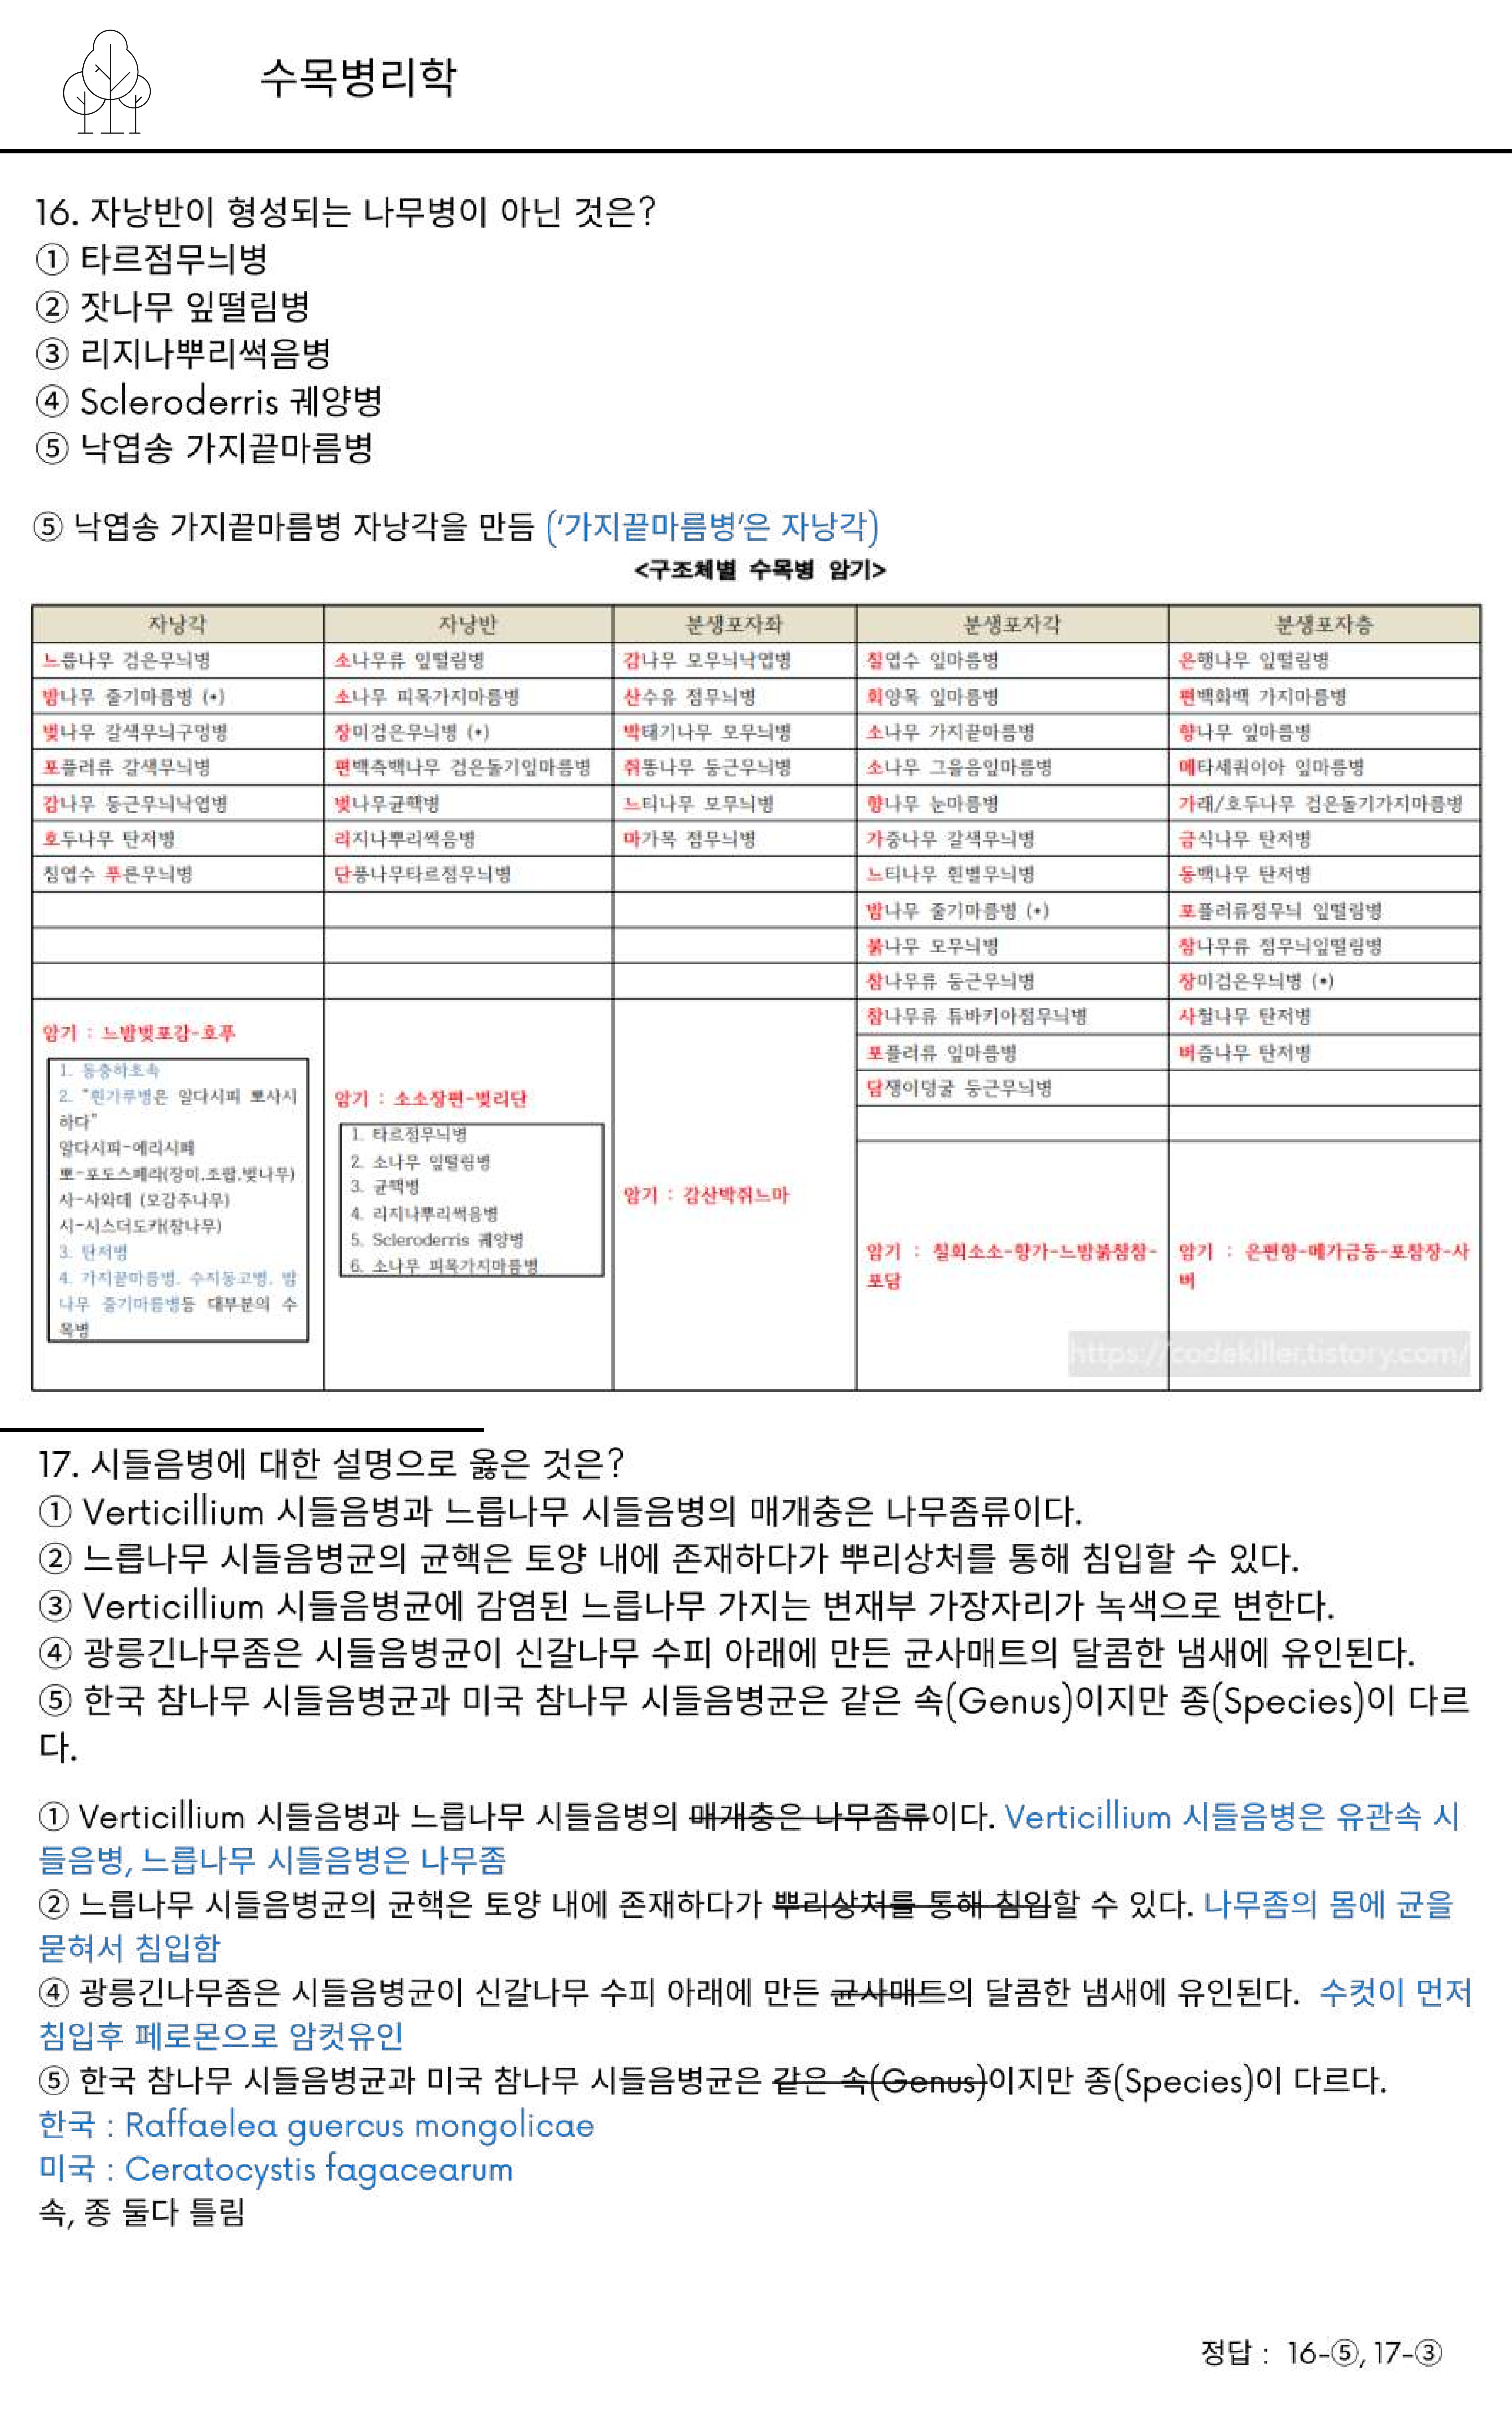 수목병리학
16. 자낭반이 형성되는 나무병이 아닌 것은?
① 타르점무늬병
② 잣나무 잎떨림병
③ 리지나뿌리썩음병
④ Scleroderris 궤양병
⑤ 낙엽송 가지끝마름병
⑤ 낙엽송 가지끝마름병 자낭각을 만듬 (‘가지끝마름병’은 자낭각)
<구조체별 수목병 암기>
자낭각 자낭반 분생포자좌 분생포자각 분생포자층
느릅나무 검은무늬병 소나무류 잎떨림병 감나무 모무늬낙엽병 칠엽수 잎마름병 은행나무 잎떨림병
밤나무 줄기마름병 (*) 소나무 피목가지마름병 산수유 점무늬병 회양목 잎마름병 편백화백 가지마름병
벚나무 갈색무늬구멍병 장미검은무늬병 (*) 박태기나무 모무늬병 소나무 가지끝마름병 향나무 잎마름병
포플러류 갈색무늬병 편백측백나무 검은돌기잎마름병 쥐똥나무 둥근무늬병 소나무 그을음잎마름병 메타세쿼이아 잎마름병
감나무 둥근무늬낙엽병 벚나무균핵병 느티나무 모무늬병 향나무 눈마름병 가래/호두나무 검은돌기가지마름병
호두나무 탄저병 리지나뿌리썩음병 마가목 점무늬병 가중나무 갈색무늬병 금식나무 탄저병
침엽수 푸른무늬병 단풍나무타르점무늬병 느티나무 흰별무늬병 동백나무 탄저병
밤나무 줄기마름병 (*) 포플러류점무늬 잎떨림병
붉나무 모무늬병 참나무류 점무늬잎떨림병
참나무류 둥근무늬병 장미검은무늬병 (*)
참나무류 튜바키아점무늬병 사철나무 탄저병
포플러류 잎마름병 버즘나무 탄저병
담쟁이덩굴 둥근무늬병
암기 : 느밤벚포감-호푸
1. 동충하초속
2. “흰가루병은 알다시피 뽀사시
하다”
알다시피-에리시페
뽀-포도스페라(장미,조팝,벚나무)
사-사와데 (모감주나무)
시-시스더도카(참나무)
3. 탄저병
4. 가지끝마름병, 수지동고병, 밤
나무 줄기마름병등 대부분의 수
목병
암기 : 소소장편-벚리단
1. 타르점무늬병
2. 소나무 잎떨림병
3. 균핵병
4. 리지나뿌리썩음병
5. Scleroderris 궤양병
6. 소나무 피목가지마름병
암기 : 감산박쥐느마
암기 : 칠회소소-향가-느밤붉참참-
포담
암기 : 은편향-메가금동-포참장-사
버
https://codekiller.tistory.com/
17. 시들음병에 대한 설명으로 옳은 것은?
① Verticillium 시들음병과 느릅나무 시들음병의 매개충은 나무좀류이다.
② 느릅나무 시들음병균의 균핵은 토양 내에 존재하다가 뿌리상처를 통해 침입할 수 있다.
③ Verticillium 시들음병균에 감염된 느릅나무 가지는 변재부 가장자리가 녹색으로 변한다.
④ 광릉긴나무좀은 시들음병균이 신갈나무 수피 아래에 만든 균사매트의 달콤한 냄새에 유인된다.
⑤ 한국 참나무 시들음병균과 미국 참나무 시들음병균은 같은 속(Genus)이지만 종(Species)이 다르
다.
① Verticillium 시들음병과 느릅나무 시들음병의 매개충은 나무좀류이다. Verticillium 시들음병은 유관속 시
들음병, 느릅나무 시들음병은 나무좀
② 느릅나무 시들음병균의 균핵은 토양 내에 존재하다가 뿌리상처를 통해 침입할 수 있다. 나무좀의 몸에 균을
묻혀서 침입함
④ 광릉긴나무좀은 시들음병균이 신갈나무 수피 아래에 만든 균사매트의 달콤한 냄새에 유인된다. 수컷이 먼저
침입후 페로몬으로 암컷유인
⑤ 한국 참나무 시들음병균과 미국 참나무 시들음병균은 같은 속(Genus)이지만 종(Species)이 다르다.
한국 : Raffaelea guercus mongolicae
미국 : Ceratocystis fagacearum
속, 종 둘다 틀림
정답 : 16-⑤, 17-③